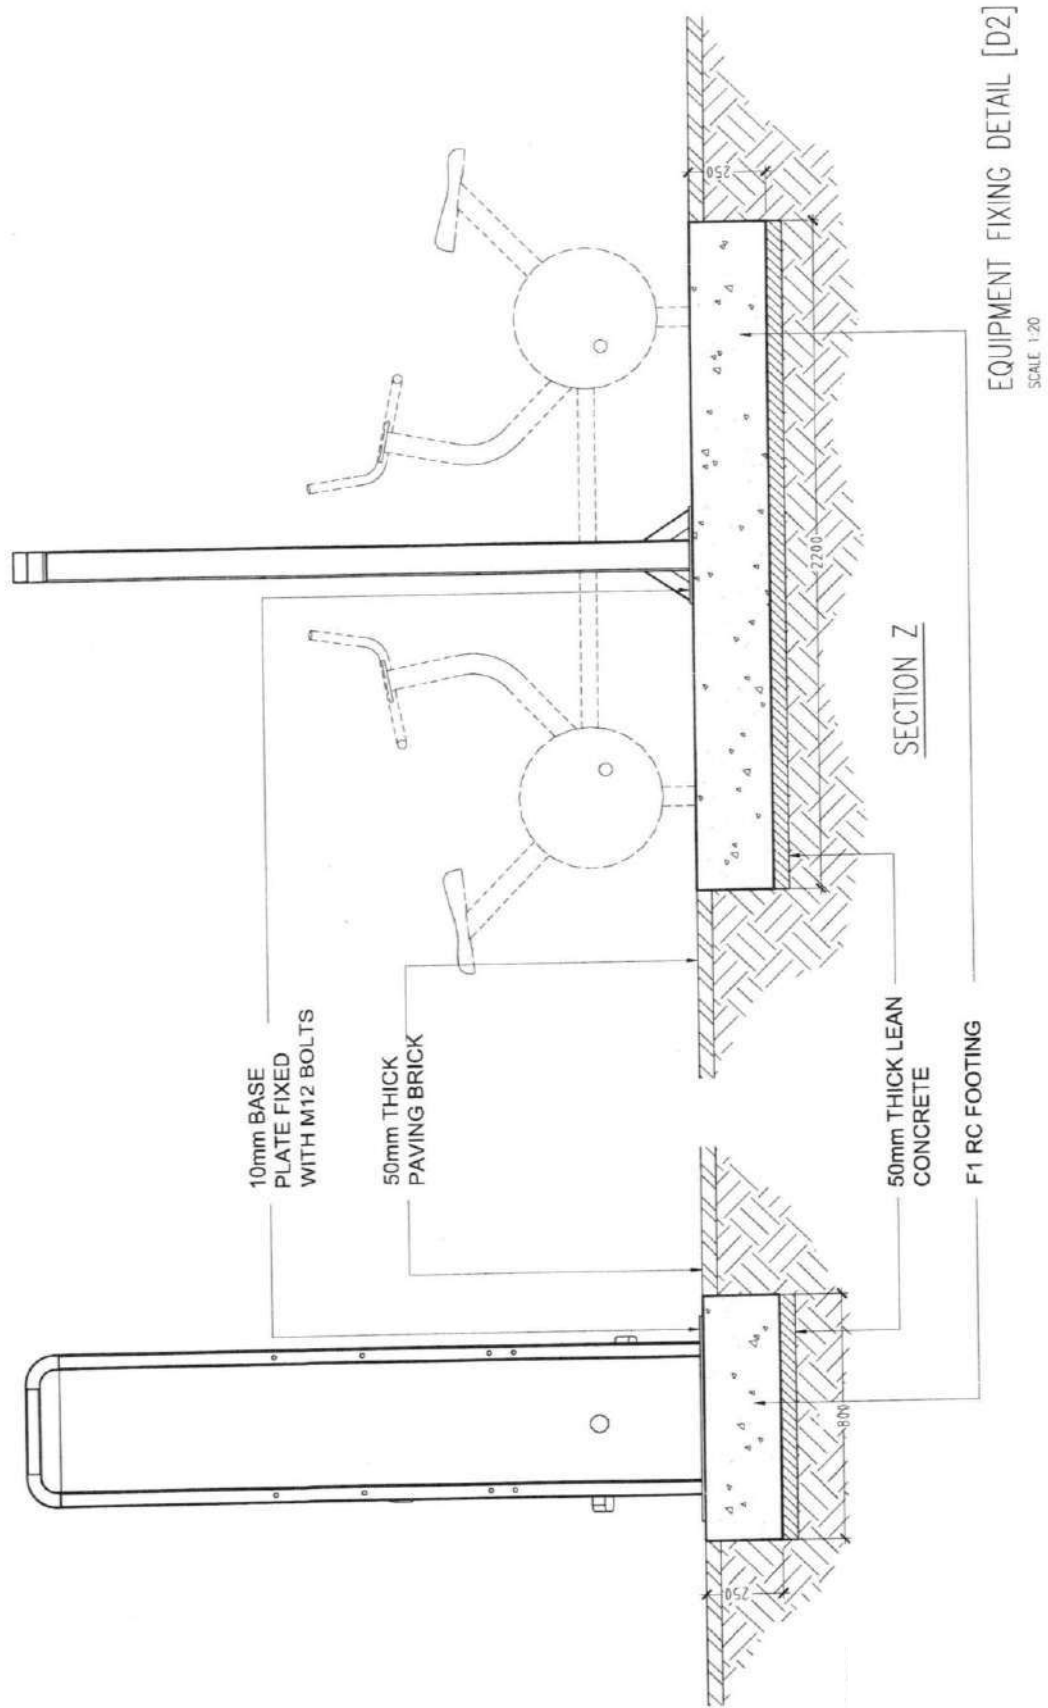 10mm BASE
PLATE FIXED
WITH M12 BOLTS
50mm THICK
PAVING BRICK
50mm THICK LEAN
CONCRETE
F1 RC FOOTING
250
800
250
2200
SECTION Z
EQUIPMENT FIXING DETAIL [D2]
SCALE 1:20